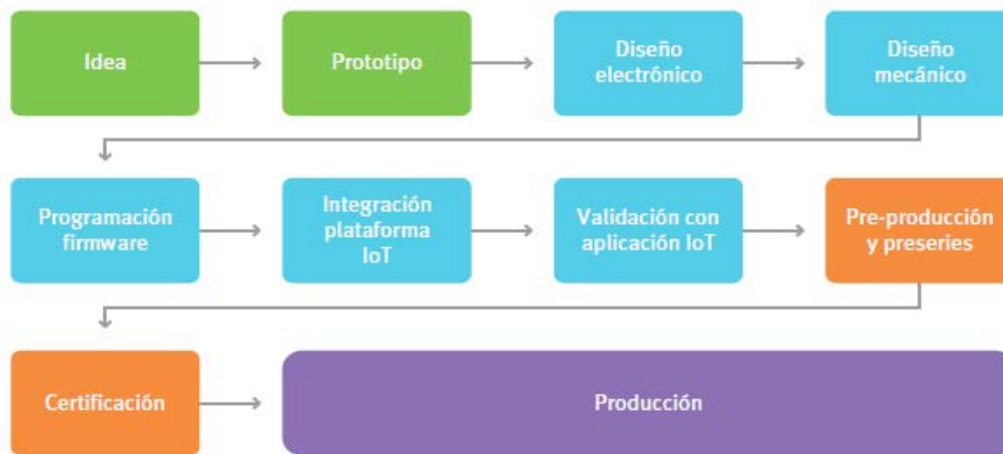 Idea
Prototipo
Diseño
electrónico
Diseño
mecánico
Programación
firmware
Integración
plataforma
IoT
Validación con
aplicación IoT
Pre-producción
y preseries
Certificación
Producción